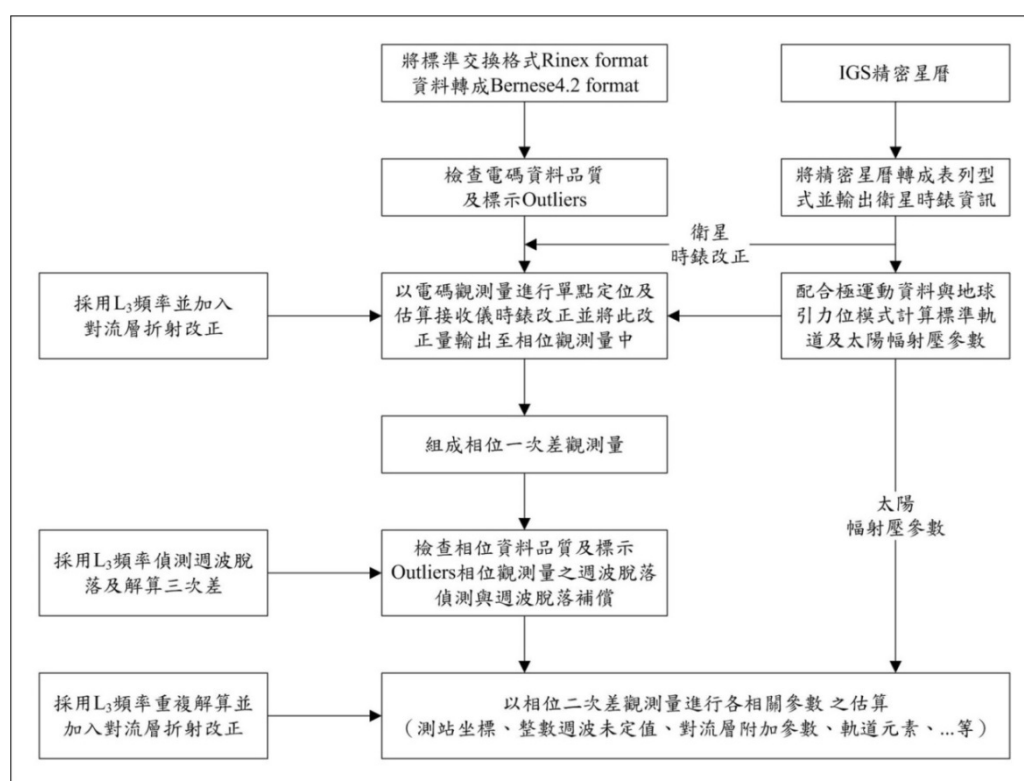 將標準交換格式Rinex format
資料轉成Bernese4.2 format
IGS精密星曆
檢查電碼資料品質
及標示Outliers
將精密星曆轉成表列型
式並輸出衛星時錶資訊
衛星
時錶改正
採用L₃頻率並加入
對流層折射改正
以電碼觀測量進行單點定位及
估算接收儀時錶改正並將此改
正量輸出至相位觀測量中
配合極運動資料與地球
引力位模式計算標準軌
道及太陽幅射壓參數
組成相位一次差觀測量
太陽
幅射壓參數
採用L₃頻率偵測週波脫
落及解算三次差
檢查相位資料品質及標示
Outliers相位觀測量之週波脫落
偵測與週波脫落補償
採用L₃頻率重複解算並
加入對流層折射改正
以相位二次差觀測量進行各相關參數 之估算
（測站坐標、整數週波未定值、對流層附加參數、軌道元素、...等）